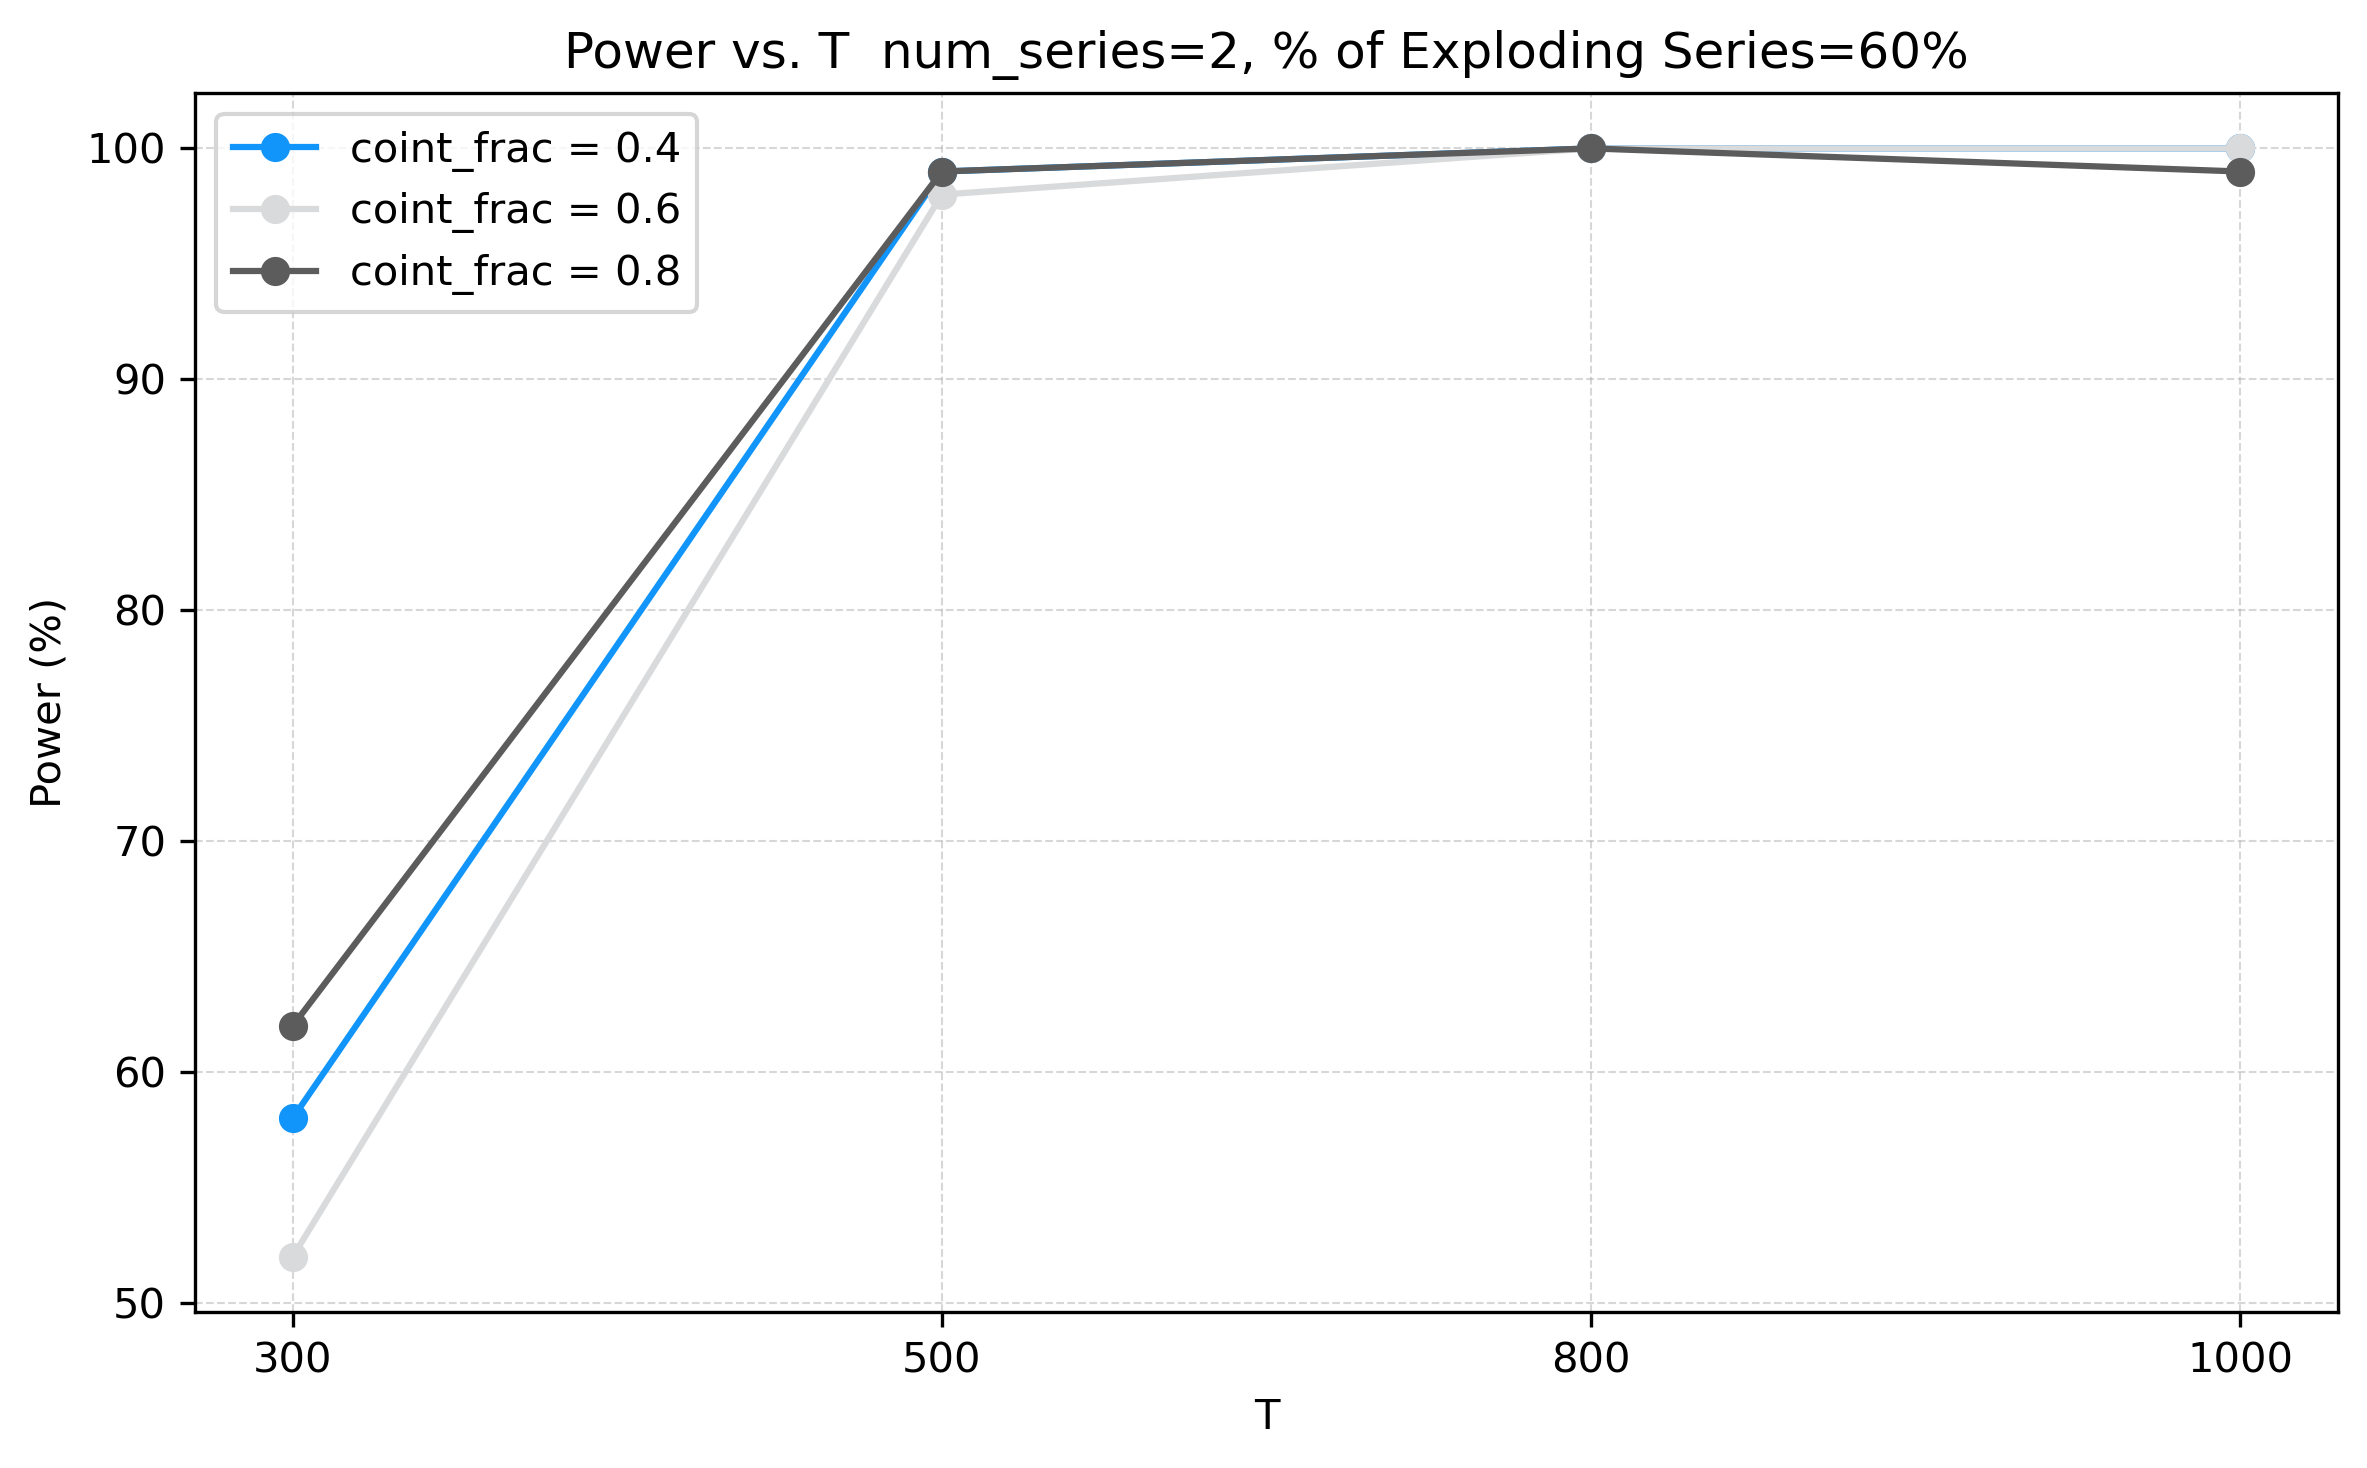 Power vs. T  num_series=2, % of Exploding Series=60%
coint_frac = 0.4
coint_frac = 0.6
coint_frac = 0.8
Power (%)
100
90
80
70
60
50
300
500
800
1000
T